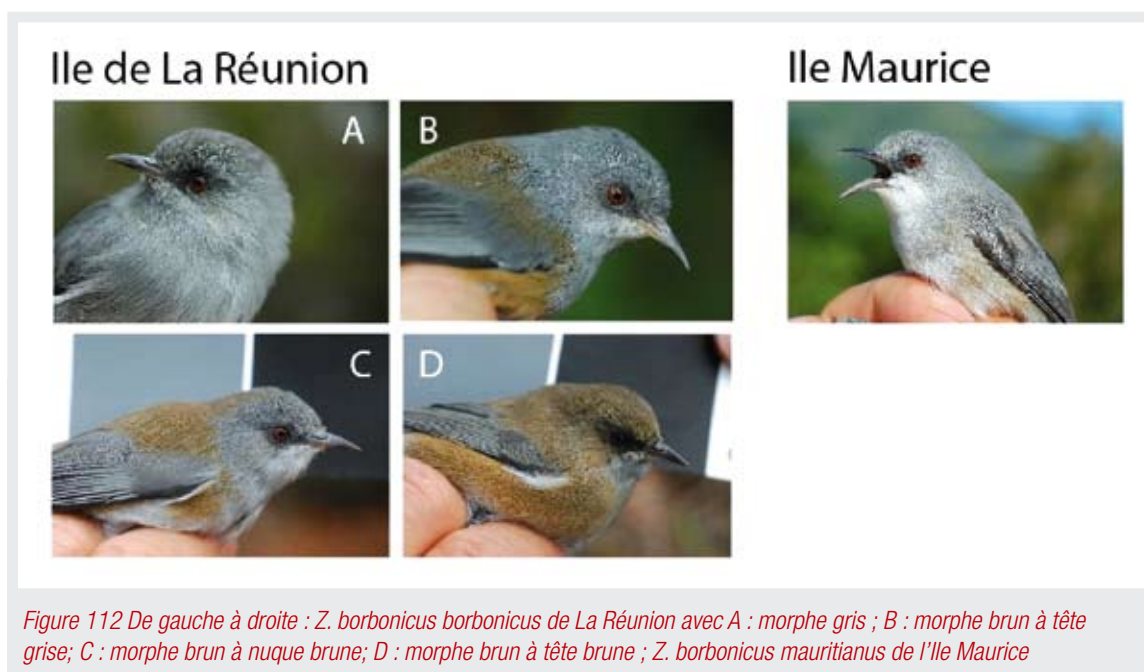 Ile de La Réunion
Ile Maurice
A
B
C
D
Figure 112 De gauche à droite : Z. borbonicus borbonicus de La Réunion avec A : morphe gris ; B : morphe brun à tête
grise; C : morphe brun à nuque brune; D : morphe brun à tête brune ; Z. borbonicus mauritianus de l'Ile Maurice